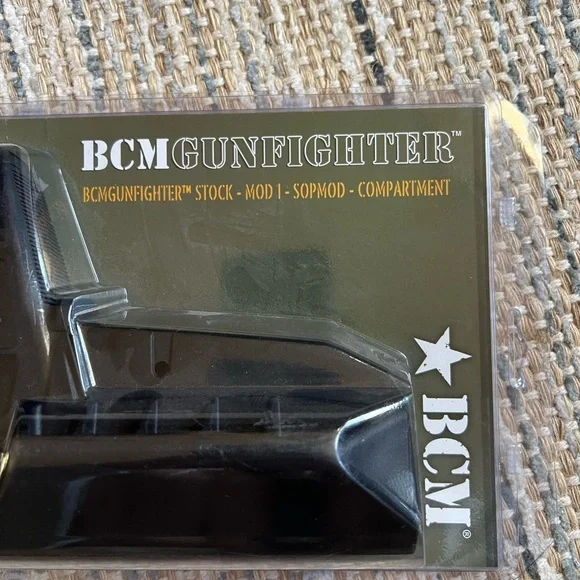 BCMGUNFIGHTER™
BCMGUNFIGHTER™ STOCK - MOD 1 - SOPMOD - COMPARTMENT
BCM®